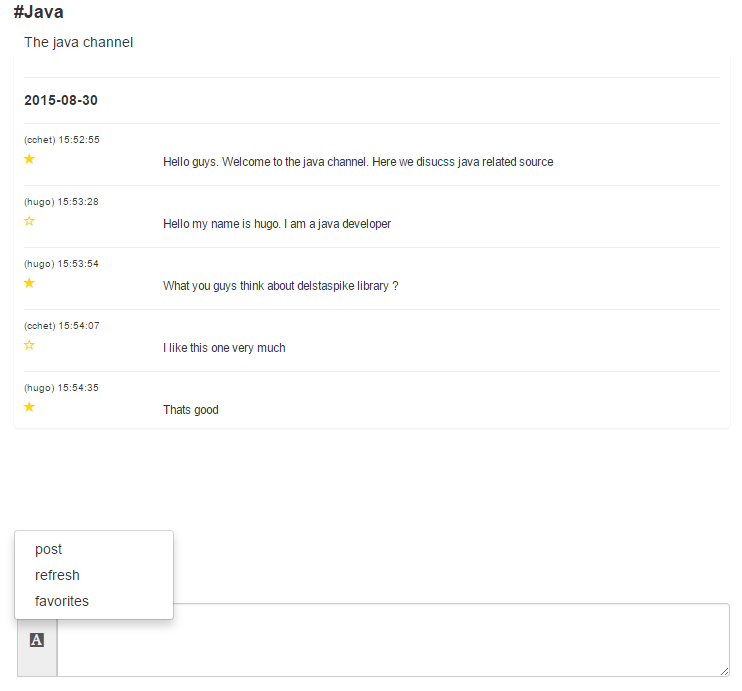 #Java
The java channel
2015-08-30
(cchet) 15:52:55
Hello guys. Welcome to the java channel. Here we disucss java related source
(hugo) 15:53:28
Hello my name is hugo. I am a java developer
(hugo) 15:53:54
What you guys think about delstaspike library ?
(cchet) 15:54:07
I like this one very much
(hugo) 15:54:35
Thats good
post
refresh
favorites
A